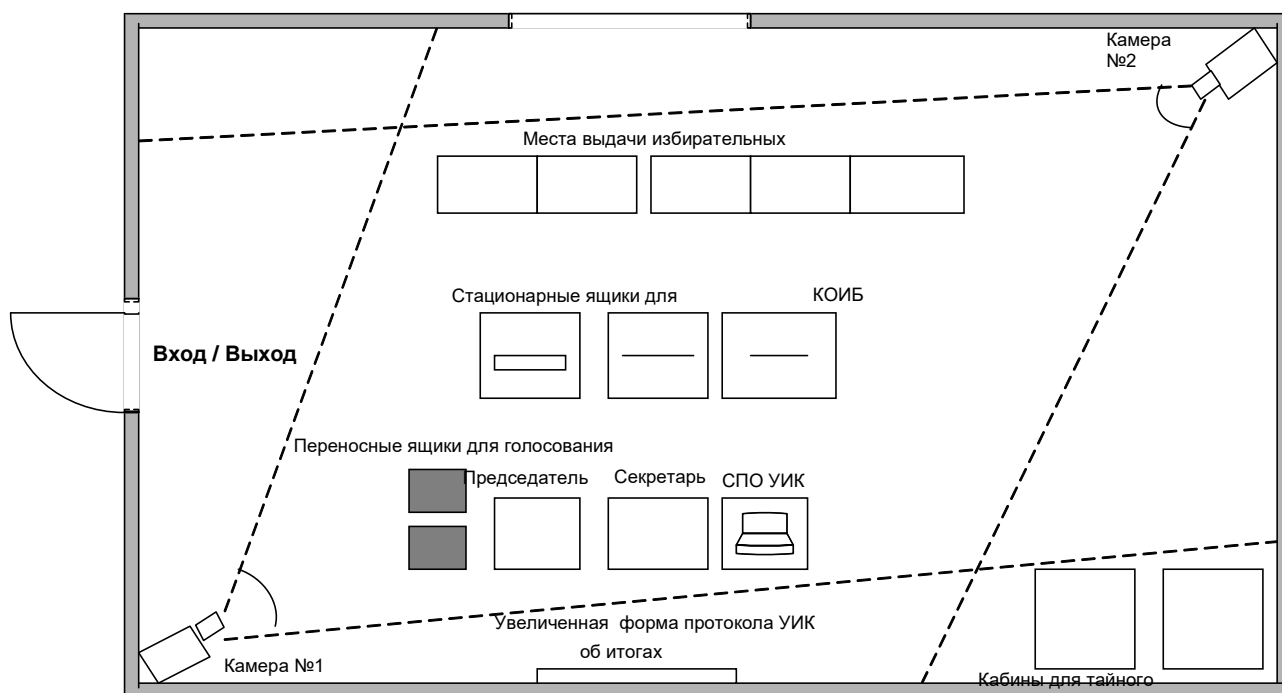 Камера
№2
Места выдачи избирательных
Стационарные ящики для
КОИБ
Вход / Выход
Переносные ящики для голосования
Председатель
Секретарь
СПО УИК
Увеличенная форма протокола УИК
об итогах
Камера №1
Кабины для тайного